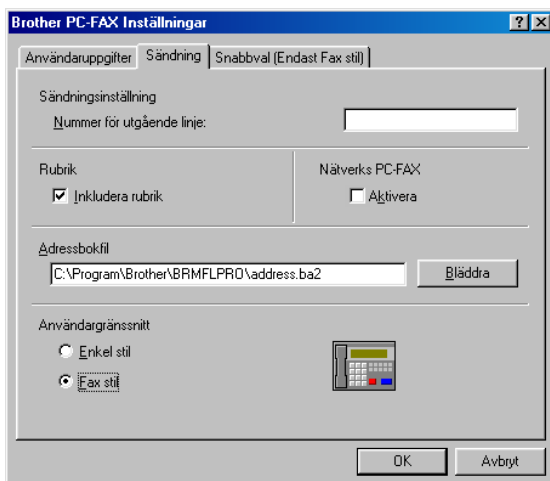 Brother PC-FAX Inställningar
Användaruppgifter Sändning Snabbval (Endast Fax stil)
Sändningsinställning
Nummer för utgående linje:
Rubrik
Inkludera rubrik
Nätverks PC-FAX
Aktivera
Adressbokfil
C:\Program\Brother\BRMFLPRO\address.ba2 Bläddra
Användargränssnitt
Enkel stil
Fax stil
OK Avbryt